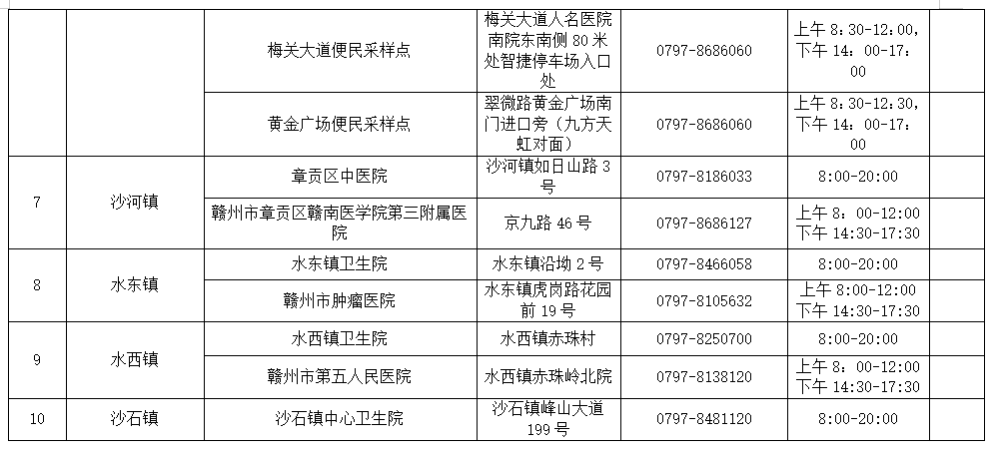 梅关大道便民采样点
梅关大道人名医院
南院东南侧 80 米
处智捷停车场入口
处
0797-8686060
上午 8：30-12：00,
下午 14：00-17：
00
黄金广场便民采样点
翠微路黄金广场南
门进口旁（九方天
虹对面）
0797-8686060
上午 8：30-12：30,
下午 14：00-17：
00
7
沙河镇
章贡区中医院
沙河镇如日山路 3
号
0797-8186033
8:00-20:00
赣州市章贡区赣南医学院第三附属医
院
京九路 46 号
0797-8686127
上午 8：00-12:00
下午 14:30-17:30
8
水东镇
水东镇卫生院
水东镇沿坳 2 号
0797-8466058
8:00-20:00
赣州市肿瘤医院
水东镇虎岗路花园
前 19 号
0797-8105632
上午 8:00-12:00
下午 14:30-17:30
9
水西镇
水西镇卫生院
水西镇赤珠村
0797-8250700
8:00-20:00
赣州市第五人民医院
水西镇赤珠岭北院
0797-8138120
上午 8：00-12:00
下午 14:30-17:30
10
沙石镇
沙石镇中心卫生院
沙石镇峰山大道
199 号
0797-8481120
8:00-20:00